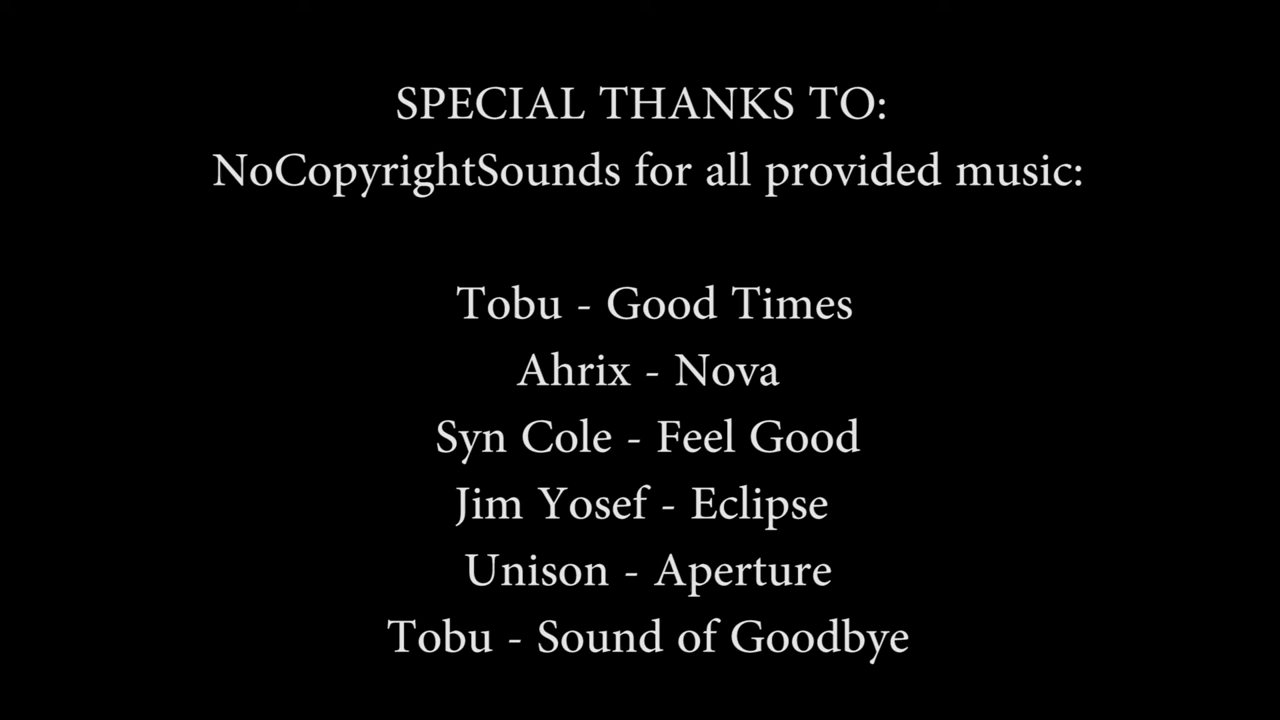 SPECIAL THANKS TO:
NoCopyrightSounds for all provided music:
Tobu - Good Times
Ahrix - Nova
Syn Cole - Feel Good
Jim Yosef - Eclipse
Unison - Aperture
Tobu - Sound of Goodbye